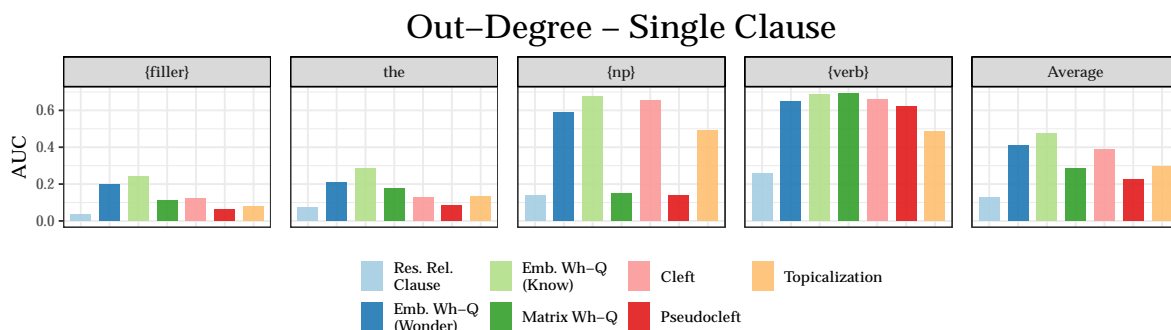 Out−Degree − Single Clause
{filler}
the
{np}
{verb}
Average
AUC
0.6
0.4
0.2
0.0
Res. Rel.
Clause
Emb. Wh−Q
(Wonder)
Emb. Wh−Q
(Know)
Matrix Wh−Q
Cleft
Pseudocleft
Topicalization